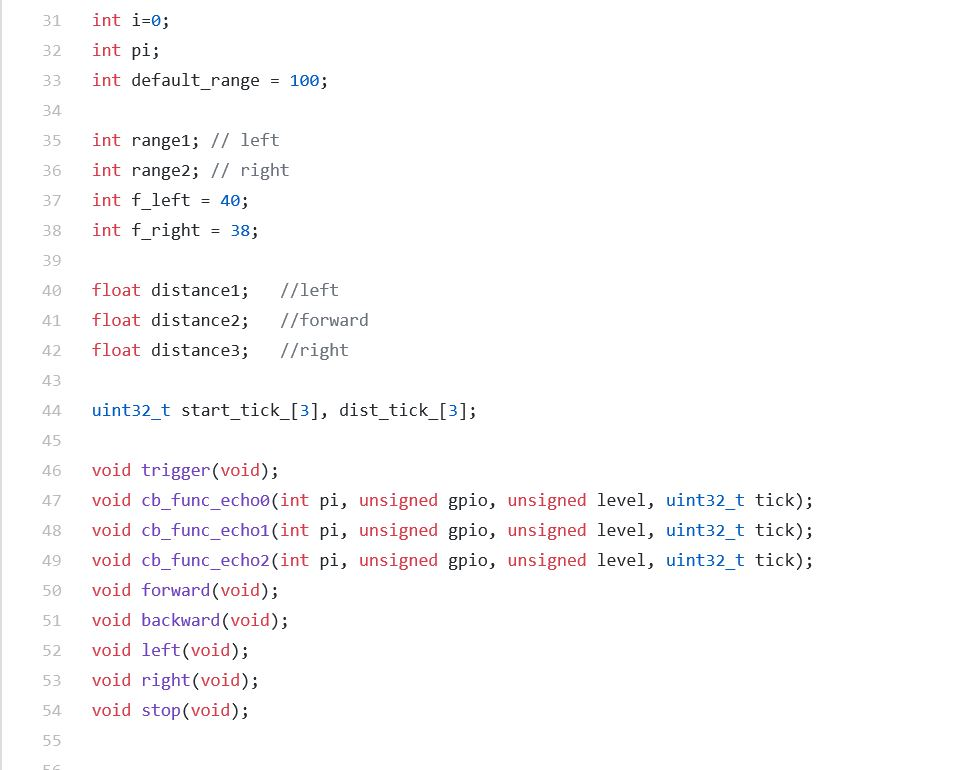 31 int i=0;
32 int pi;
33 int default_range = 100;
34
35 int range1; // left
36 int range2; // right
37 int f_left = 40;
38 int f_right = 38;
39
40 float distance1;   //left
41 float distance2;   //forward
42 float distance3;   //right
43
44 uint32_t start_tick_[3], dist_tick_[3];
45
46 void trigger(void);
47 void cb_func_echo0(int pi, unsigned gpio, unsigned level, uint32_t tick);
48 void cb_func_echo1(int pi, unsigned gpio, unsigned level, uint32_t tick);
49 void cb_func_echo2(int pi, unsigned gpio, unsigned level, uint32_t tick);
50 void forward(void);
51 void backward(void);
52 void left(void);
53 void right(void);
54 void stop(void);
55
56